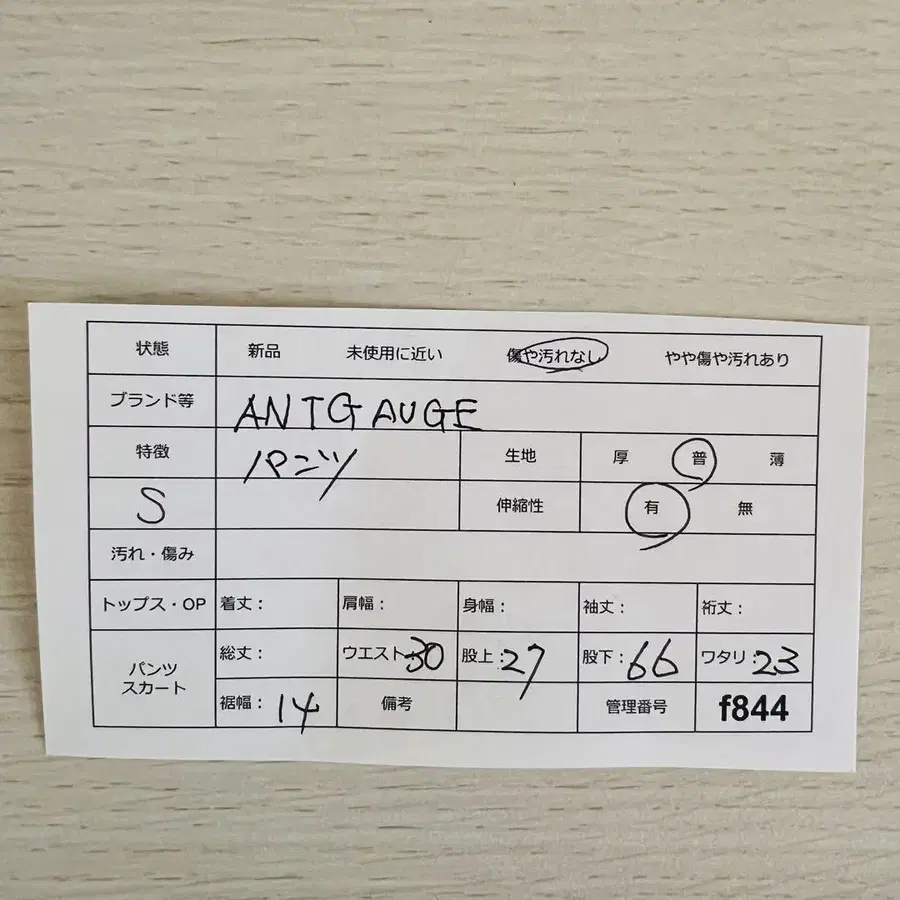 状態 新品 未使用に近い 傷や汚れなし やや傷や汚れあり
ブランド等 ANTGAUGE
特徴 パンツ 生地 厚 普 薄
S 伸縮性 有 無
汚れ・傷み
トップス・OP 着丈： 肩幅： 身幅： 袖丈： 裄丈：
パンツ スカート 総丈： ウエスト:30 股上：27 股下：66 ワタリ：23
裾幅：14 備考 管理番号 f844